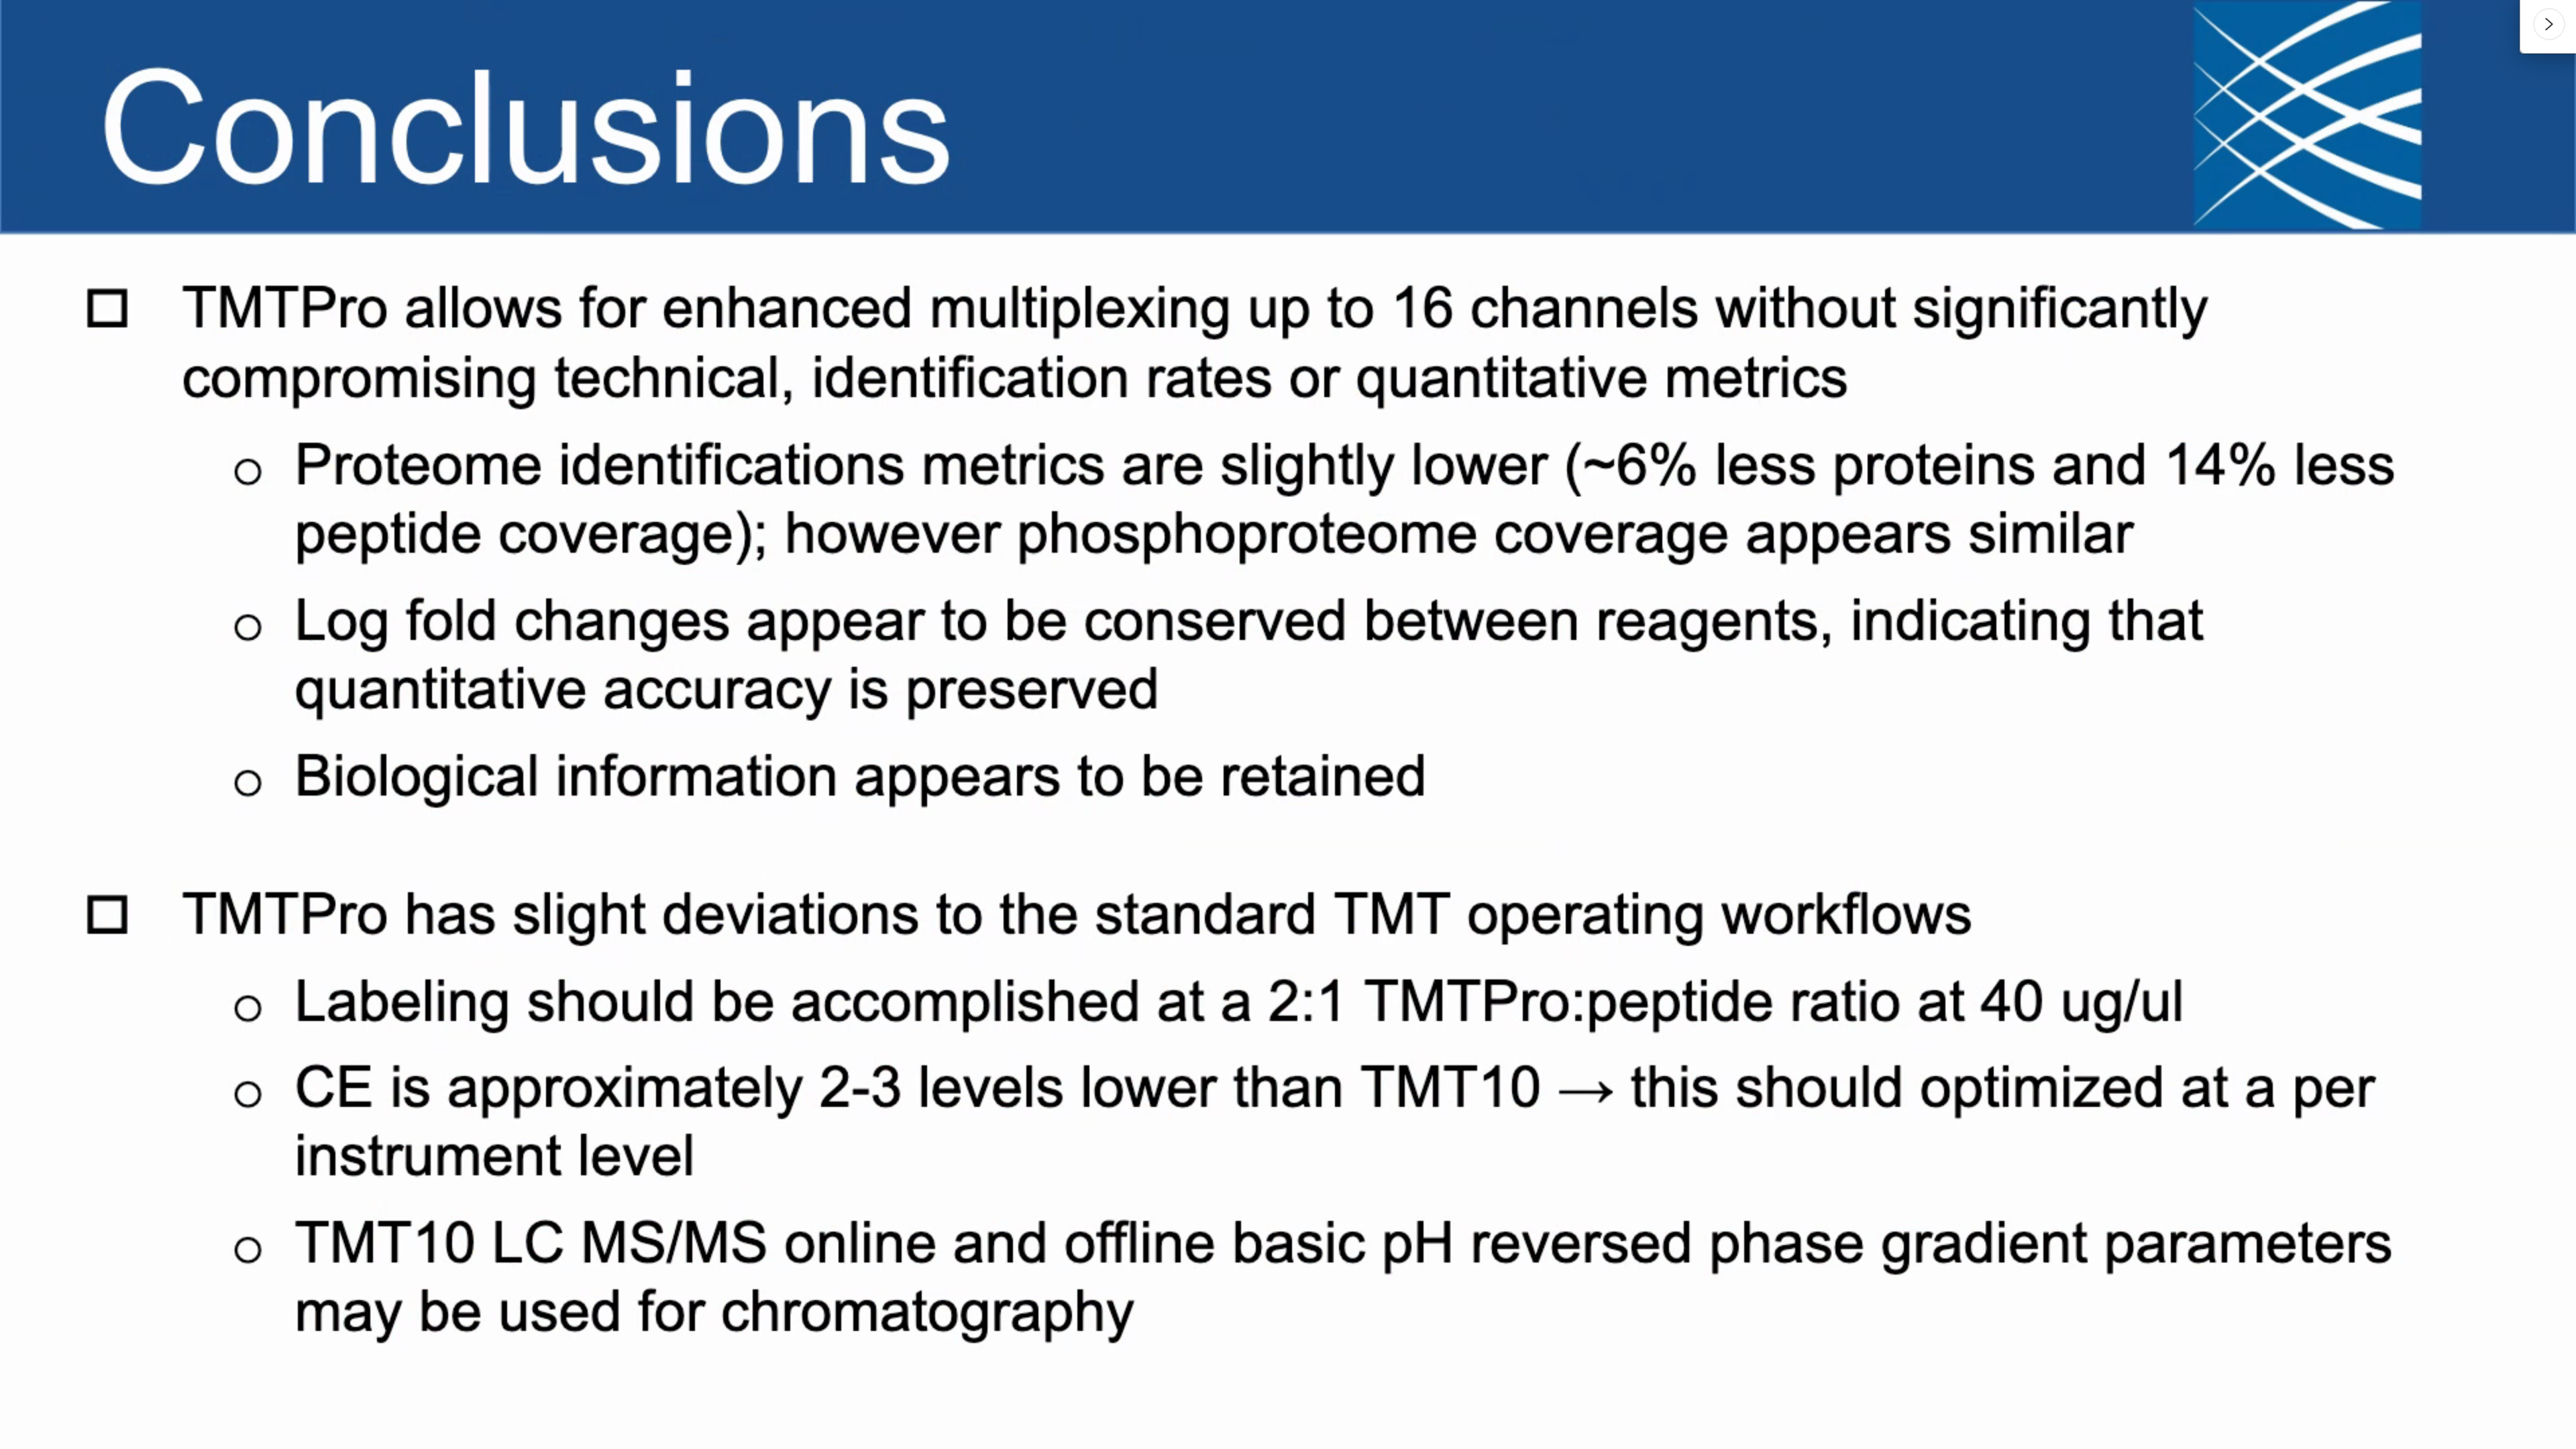 Conclusions
TMTPro allows for enhanced multiplexing up to 16 channels without significantly
compromising technical, identification rates or quantitative metrics
Proteome identifications metrics are slightly lower (~6% less proteins and 14% less
peptide coverage); however phosphoproteome coverage appears similar
Log fold changes appear to be conserved between reagents, indicating that
quantitative accuracy is preserved
Biological information appears to be retained
TMTPro has slight deviations to the standard TMT operating workflows
Labeling should be accomplished at a 2:1 TMTPro:peptide ratio at 40 ug/ul
CE is approximately 2-3 levels lower than TMT10 → this should optimized at a per
instrument level
TMT10 LC MS/MS online and offline basic pH reversed phase gradient parameters
may be used for chromatography